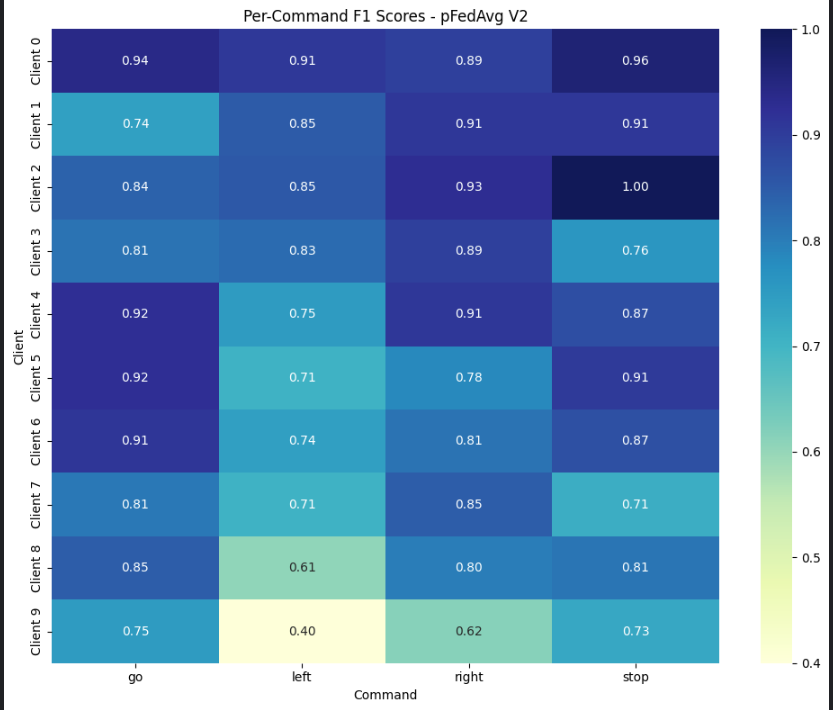 Per-Command F1 Scores - pFedAvg V2
Client 0 0.94 0.91 0.89 0.96
Client 1 0.74 0.85 0.91 0.91
Client 2 0.84 0.85 0.93 1.00
Client 3 0.81 0.83 0.89 0.76
Client 4 0.92 0.75 0.91 0.87
Client 5 0.92 0.71 0.78 0.91
Client 6 0.91 0.74 0.81 0.87
Client 7 0.81 0.71 0.85 0.71
Client 8 0.85 0.61 0.80 0.81
Client 9 0.75 0.40 0.62 0.73
go left right stop
Command
Client
1.0
0.9
0.8
0.7
0.6
0.5
0.4